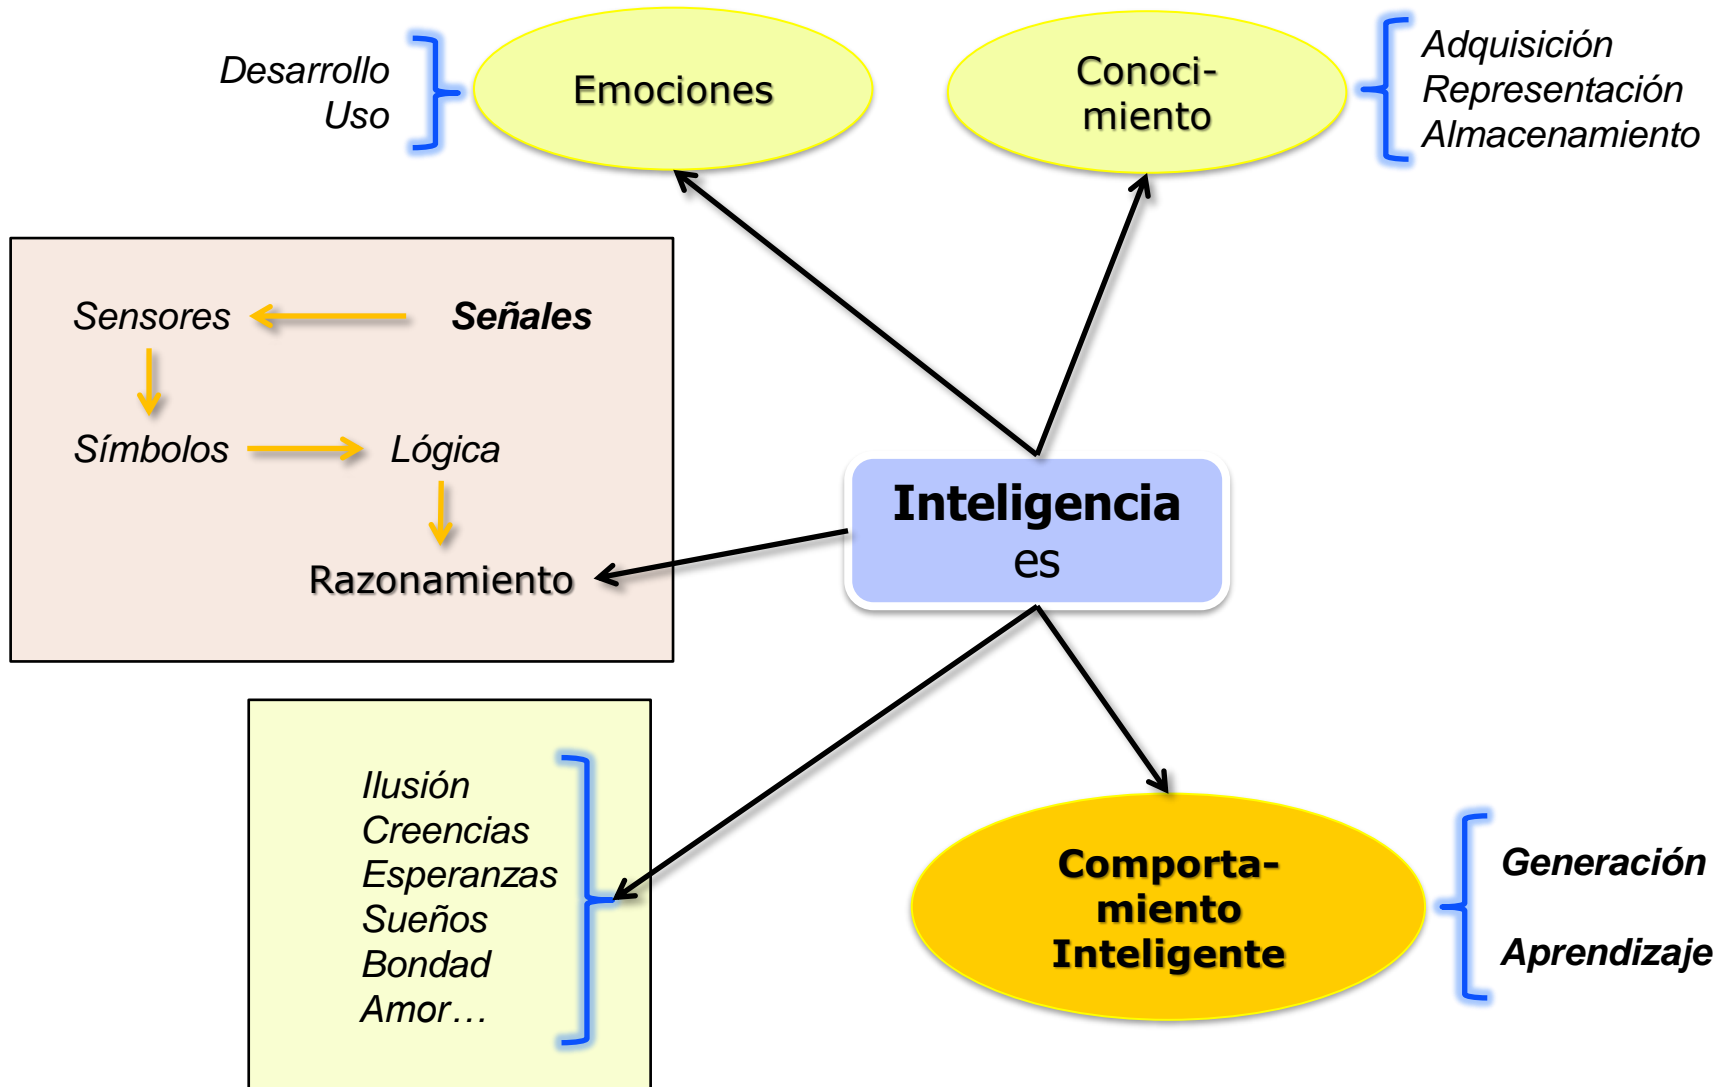 Desarrollo
Uso
Emociones
Conoci-
miento
Adquisición
Representación
Almacenamiento
Sensores
Señales
Símbolos
Lógica
Razonamiento
Inteligencia
es
Ilusión
Creencias
Esperanzas
Sueños
Bondad
Amor…
Comporta-
miento
Inteligente
Generación
Aprendizaje